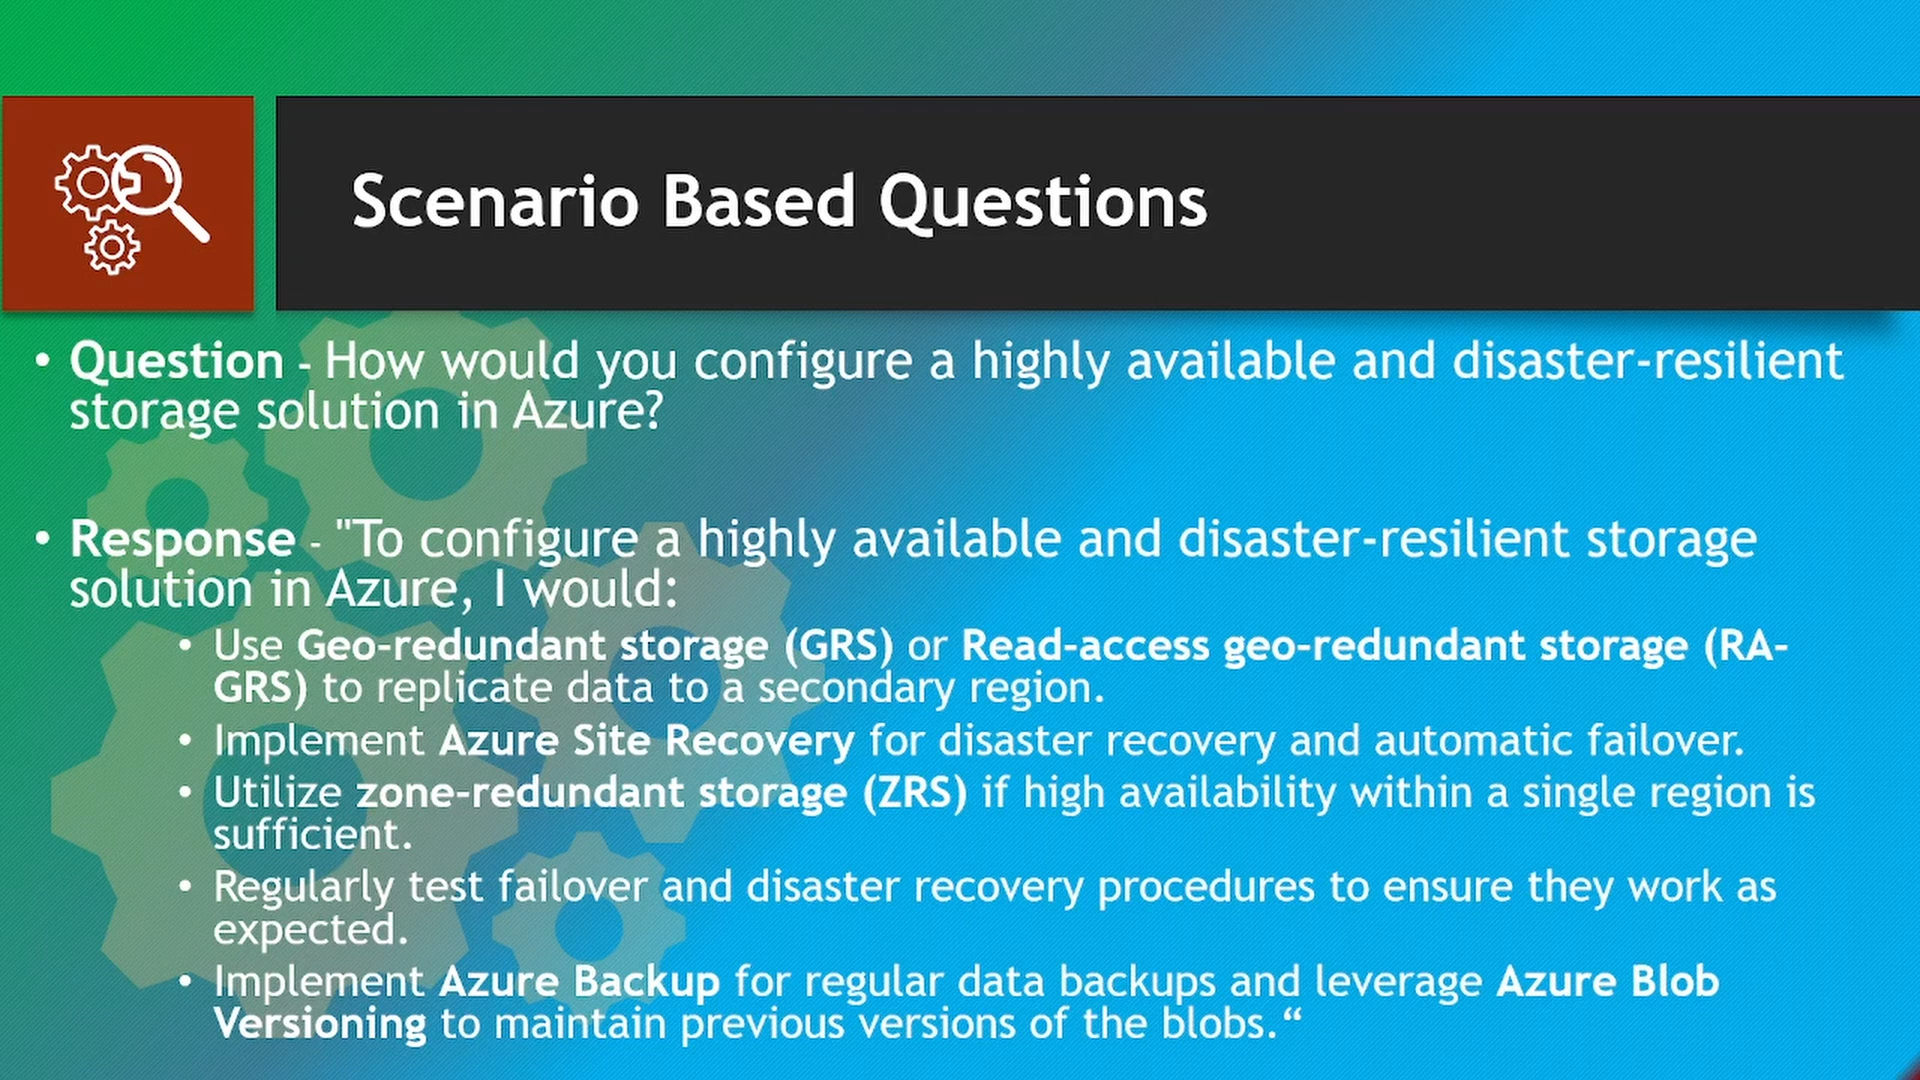 Scenario Based Questions
• Question - How would you configure a highly available and disaster-resilient
storage solution in Azure?
• Response - "To configure a highly available and disaster-resilient storage
solution in Azure, I would:
• Use Geo-redundant storage (GRS) or Read-access geo-redundant storage (RA-
GRS) to replicate data to a secondary region.
• Implement Azure Site Recovery for disaster recovery and automatic failover.
• Utilize zone-redundant storage (ZRS) if high availability within a single region is
sufficient.
• Regularly test failover and disaster recovery procedures to ensure they work as
expected.
• Implement Azure Backup for regular data backups and leverage Azure Blob
Versioning to maintain previous versions of the blobs.“